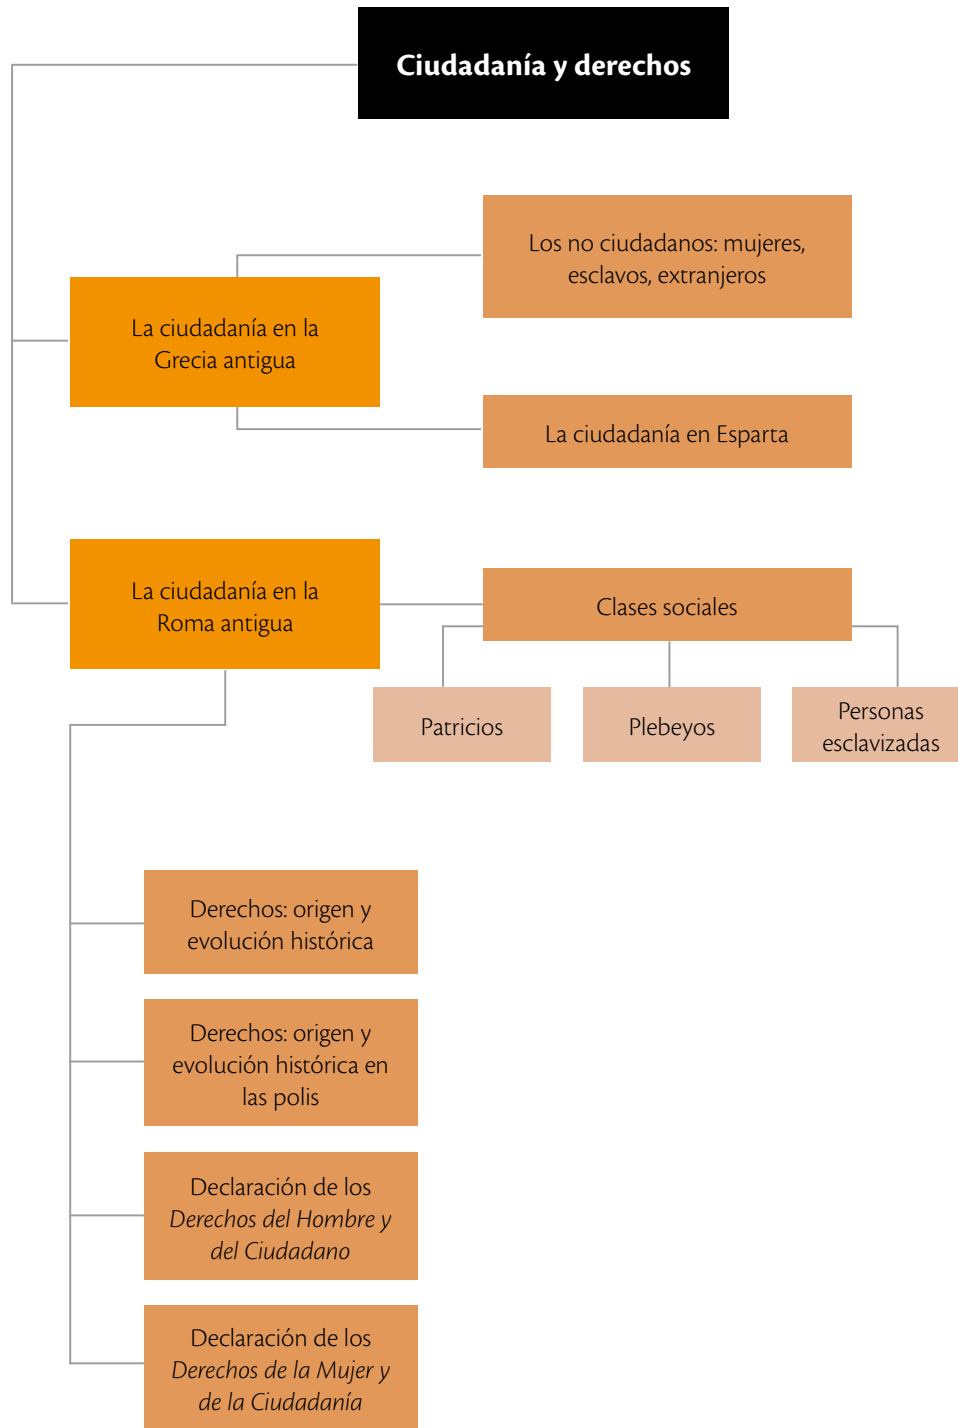 Ciudadanía y derechos
Los no ciudadanos: mujeres,
esclavos, extranjeros
La ciudadanía en la
Grecia antigua
La ciudadanía en Esparta
La ciudadanía en la
Roma antigua
Clases sociales
Patricios
Plebeyos
Personas
esclavizadas
Derechos: origen y
evolución histórica
Derechos: origen y
evolución histórica en
las polis
Declaración de los
Derechos del Hombre y
del Ciudadano
Declaración de los
Derechos de la Mujer y
de la Ciudadanía